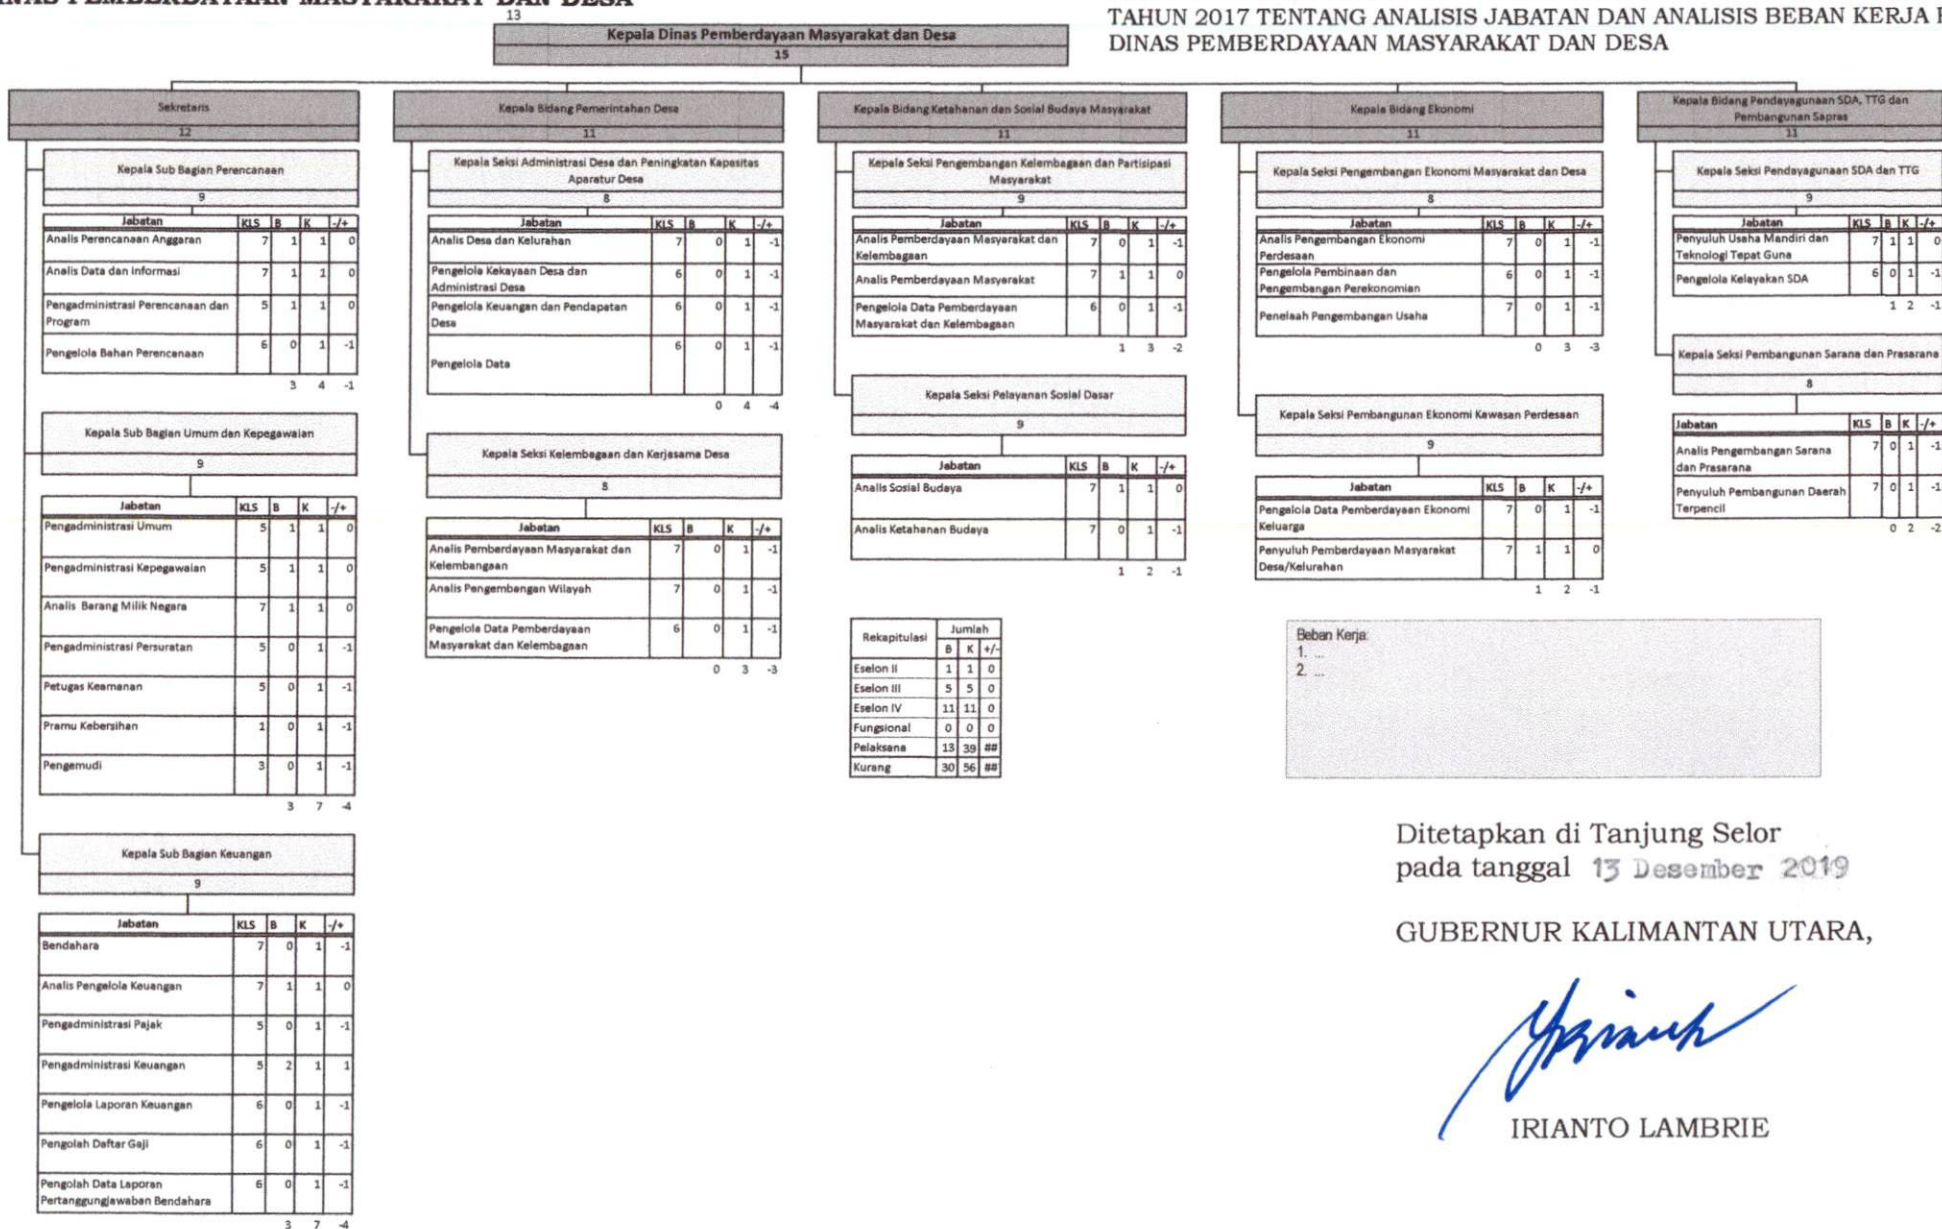 DINAS PEMBERDAYAAN MASYARAKAT DAN DESA
TAHUN 2017 TENTANG ANALISIS JABATAN DAN ANALISIS BEBAN KERJA
DINAS PEMBERDAYAAN MASYARAKAT DAN DESA
13
Kepala Dinas Pemberdayaan Masyarakat dan Desa
15
Sekretaris
12
Kepala Sub Bagian Perencanaan
9
Jabatan KLS B K -/+
Analis Perencanaan Anggaran 7 1 1 0
Analis Data dan Informasi 7 1 1 0
Pengadministrasi Perencanaan dan
Program 5 1 1 0
Pengelola Bahan Perencanaan 6 0 1 -1
3 4 -1
Kepala Sub Bagian Umum dan Kepegawaian
9
Jabatan KLS B K -/+
Pengadministrasi Umum 5 1 1 0
Pengadministrasi Kepegawaian 5 1 1 0
Analis Barang Milik Negara 7 1 1 0
Pengadministrasi Persuratan 5 0 1 -1
Petugas Keamanan 5 0 1 -1
Pramu Kebersihan 1 0 1 -1
Pengemudi 3 0 1 -1
3 7 -4
Kepala Sub Bagian Keuangan
9
Jabatan KLS B K -/+
Bendahara 7 0 1 -1
Analis Pengelola Keuangan 7 1 1 0
Pengadministrasi Pajak 5 0 1 -1
Pengadministrasi Keuangan 5 2 1 1
Pengelola Laporan Keuangan 6 0 1 -1
Pengolah Daftar Gaji 6 0 1 -1
Pengolah Data Laporan
Pertanggungjawaban Bendahara 6 0 1 -1
3 7 -4
Kepala Bidang Pemerintahan Desa
11
Kepala Seksi Administrasi Desa dan Peningkatan Kapasitas
Aparatur Desa
8
Jabatan KLS B K -/+
Analis Desa dan Kelurahan 7 0 1 -1
Pengelola Kekayaan Desa dan
Administrasi Desa 6 0 1 -1
Pengelola Keuangan dan Pendapatan
Desa 6 0 1 -1
Pengelola Data 6 0 1 -1
0 4 -4
Kepala Seksi Kelembagaan dan Kerjasama Desa
8
Jabatan KLS B K -/+
Analis Pemberdayaan Masyarakat dan
Kelembangaan 7 0 1 -1
Analis Pengembangan Wilayah 7 0 1 -1
Pengelola Data Pemberdayaan
Masyarakat dan Kelembagaan 6 0 1 -1
0 3 -3
Kepala Bidang Ketahanan dan Sosial Budaya Masyarakat
11
Kepala Seksi Pengembangan Kelembagaan dan Partisipasi
Masyarakat
9
Jabatan KLS B K -/+
Analis Pemberdayaan Masyarakat dan
Kelembagaan 7 0 1 -1
Analis Pemberdayaan Masyarakat 7 1 1 0
Pengelola Data Pemberdayaan
Masyarakat dan Kelembagaan 6 0 1 -1
1 3 -2
Kepala Seksi Pelayanan Sosial Dasar
9
Jabatan KLS B K -/+
Analis Sosial Budaya 7 1 1 0
Analis Ketahanan Budaya 7 0 1 -1
1 2 -1
Rekapitulasi Jumlah
B K +/-
Eselon II 1 1 0
Eselon III 5 5 0
Eselon IV 11 11 0
Fungsional 0 0 0
Pelaksana 13 39 ##
Kurang 30 56 ##
Kepala Bidang Ekonomi
11
Kepala Seksi Pengembangan Ekonomi Masyarakat dan Desa
8
Jabatan KLS B K -/+
Analis Pengembangan Ekonomi
Perdesaan 7 0 1 -1
Pengelola Pembinaan dan
Pengembangan Perekonomian 6 0 1 -1
Penelaah Pengembangan Usaha 7 0 1 -1
0 3 -3
Kepala Seksi Pembangunan Ekonomi Kawasan Perdesaan
9
Jabatan KLS B K -/+
Pengelola Data Pemberdayaan Ekonomi
Keluarga 7 0 1 -1
Penyuluh Pemberdayaan Masyarakat
Desa/Kelurahan 7 1 1 0
1 2 -1
Kepala Bidang Pendayagunaan SDA, TTG dan
Pembangunan Sapras
11
Kepala Seksi Pendayagunaan SDA dan TTG
9
Jabatan KLS B K -/+
Penyuluh Usaha Mandiri dan
Teknologi Tepat Guna 7 1 1 0
Pengelola Kelayakan SDA 6 0 1 -1
1 2 -1
Kepala Seksi Pembangunan Sarana dan Prasarana
8
Jabatan KLS B K -/+
Analis Pengembangan Sarana
dan Prasarana 7 0 1 -1
Penyuluh Pembangunan Daerah
Terpencil 7 0 1 -1
0 2 -2
Beban Kerja:
1. ...
2. ...
Ditetapkan di Tanjung Selor
pada tanggal 13 Desember 2019
GUBERNUR KALIMANTAN UTARA,
IRIANTO LAMBRIE